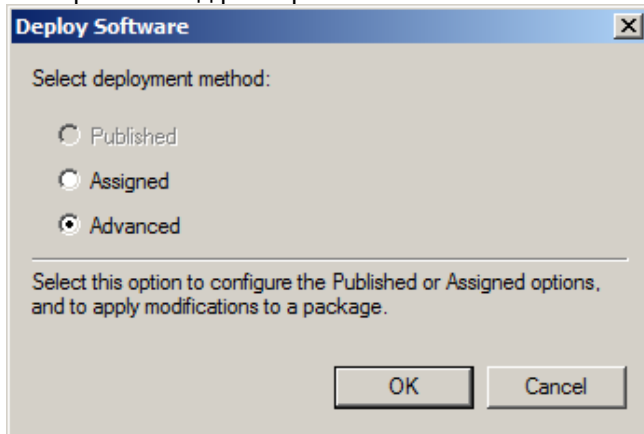 Deploy Software
Select deployment method:
Published
Assigned
Advanced
Select this option to configure the Published or Assigned options,
and to apply modifications to a package.
OK
Cancel